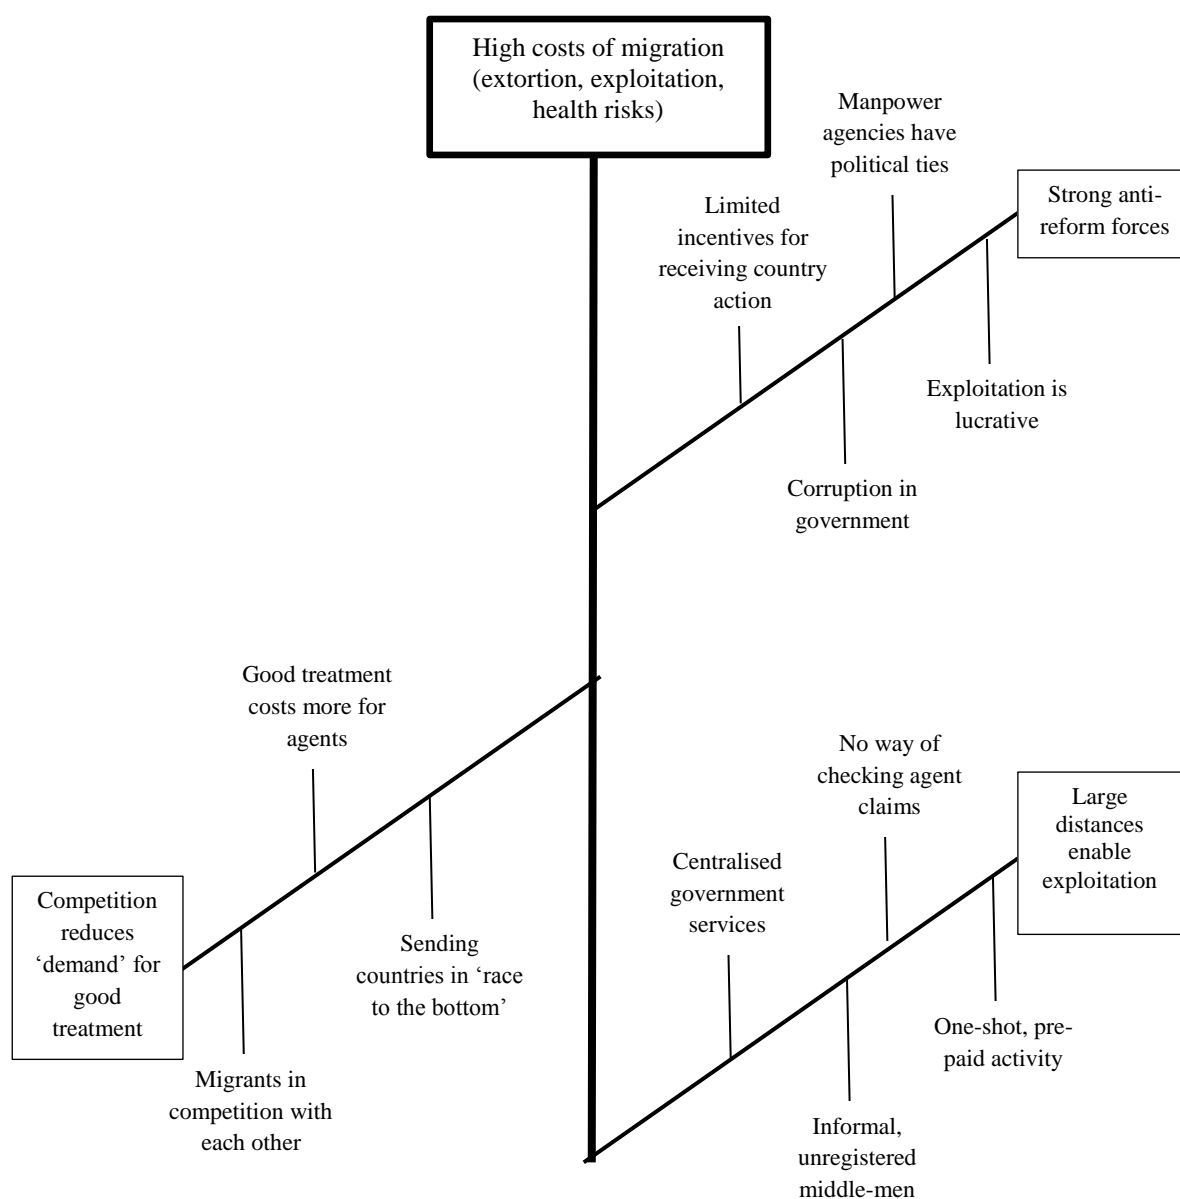 High costs of migration
(extortion, exploitation,
health risks)
Manpower
agencies have
political ties
Strong anti-
reform forces
Limited
incentives for
receiving country
action
Exploitation is
lucrative
Corruption in
government
Good treatment
costs more for
agents
No way of
checking agent
claims
Large
distances
enable
exploitation
Centralised
government
services
Competition
reduces
‘demand’ for
good
treatment
Sending
countries in ‘race
to the bottom’
One-shot, pre-
paid activity
Migrants in
competition with
each other
Informal,
unregistered
middle-men